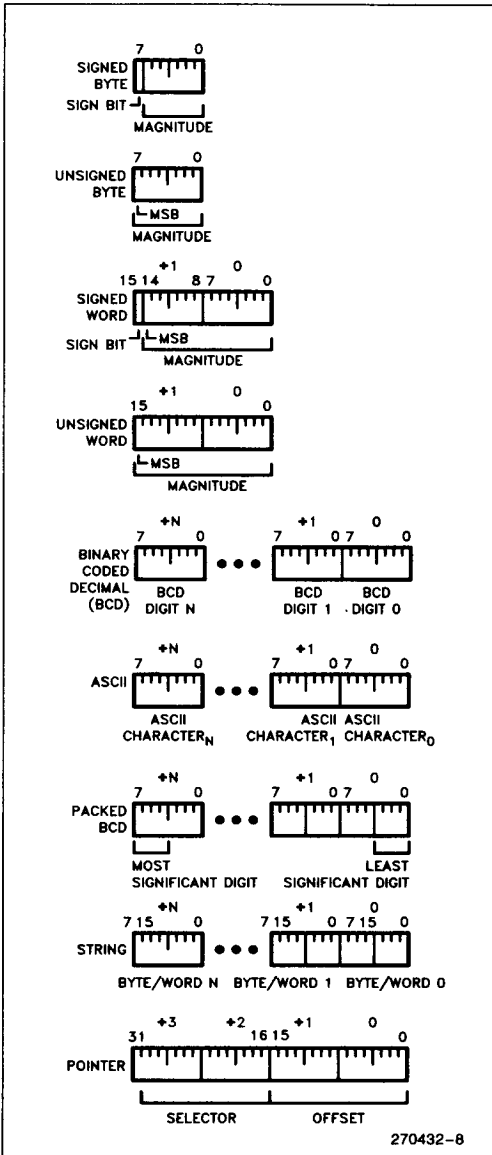 7 0
SIGNED
BYTE
SIGN BIT
MAGNITUDE
7 0
UNSIGNED
BYTE
MSB
MAGNITUDE
+1 0
15 14 8 7 0
SIGNED
WORD
SIGN BIT MSB
MAGNITUDE
+1 0
15 0
UNSIGNED
WORD
MSB
MAGNITUDE
+N +1 0
7 0 7 0 7 0
BINARY
CODED
DECIMAL
(BCD)
BCD BCD BCD
DIGIT N DIGIT 1 DIGIT 0
+N +1 0
7 0 7 0 7 0
ASCII
ASCII ASCII ASCII
CHARACTER_N CHARACTER_1 CHARACTER_0
+N +1 0
7 0 7 0 7 0
PACKED
BCD
MOST LEAST
SIGNIFICANT DIGIT SIGNIFICANT DIGIT
+N +1 0
7 15 0 7 15 0 7 15 0
STRING
BYTE/WORD N BYTE/WORD 1 BYTE/WORD 0
+3 +2 +1 0
31 16 15 0
POINTER
SELECTOR OFFSET
270432-8